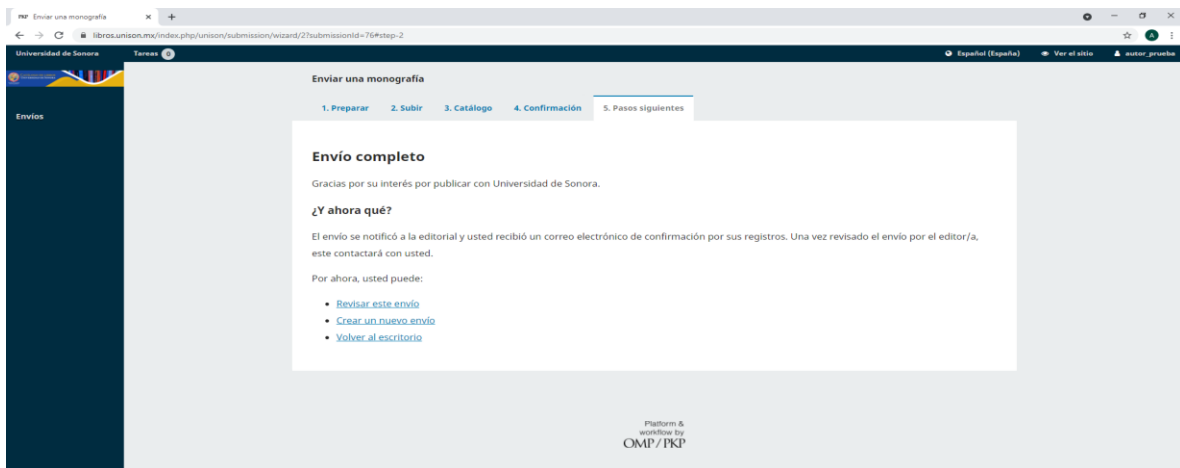 PKP Enviar una monografía
libros.unison.mx/index.php/unison/submission/wizard/2?submissionId=76#step-2
A
Universidad de Sonora Tareas 0 Español (España) Ver el sitio autor_prueba
Envíos
Enviar una monografía
1. Preparar 2. Subir 3. Catálogo 4. Confirmación 5. Pasos siguientes
Envío completo
Gracias por su interés por publicar con Universidad de Sonora.
¿Y ahora qué?
El envío se notificó a la editorial y usted recibió un correo electrónico de confirmación por sus registros. Una vez revisado el envío por el editor/a,
este contactará con usted.
Por ahora, usted puede:
Revisar este envío
Crear un nuevo envío
Volver al escritorio
Platform &
workflow by
OMP / PKP